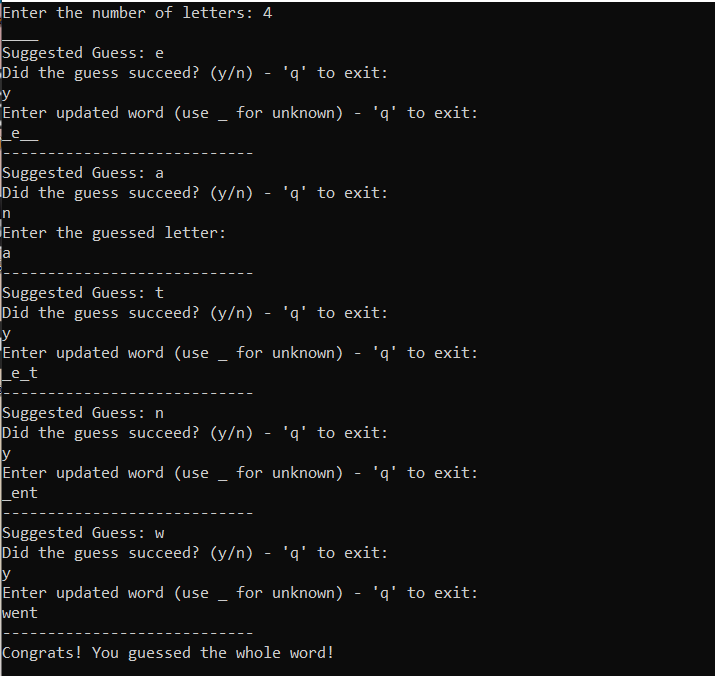 Enter the number of letters: 4
____
Suggested Guess: e
Did the guess succeed? (y/n) - 'q' to exit:
y
Enter updated word (use _ for unknown) - 'q' to exit:
_e__
----------------------------
Suggested Guess: a
Did the guess succeed? (y/n) - 'q' to exit:
n
Enter the guessed letter:
a
----------------------------
Suggested Guess: t
Did the guess succeed? (y/n) - 'q' to exit:
y
Enter updated word (use _ for unknown) - 'q' to exit:
_e_t
----------------------------
Suggested Guess: n
Did the guess succeed? (y/n) - 'q' to exit:
y
Enter updated word (use _ for unknown) - 'q' to exit:
_ent
----------------------------
Suggested Guess: w
Did the guess succeed? (y/n) - 'q' to exit:
y
Enter updated word (use _ for unknown) - 'q' to exit:
went
----------------------------
Congrats! You guessed the whole word!